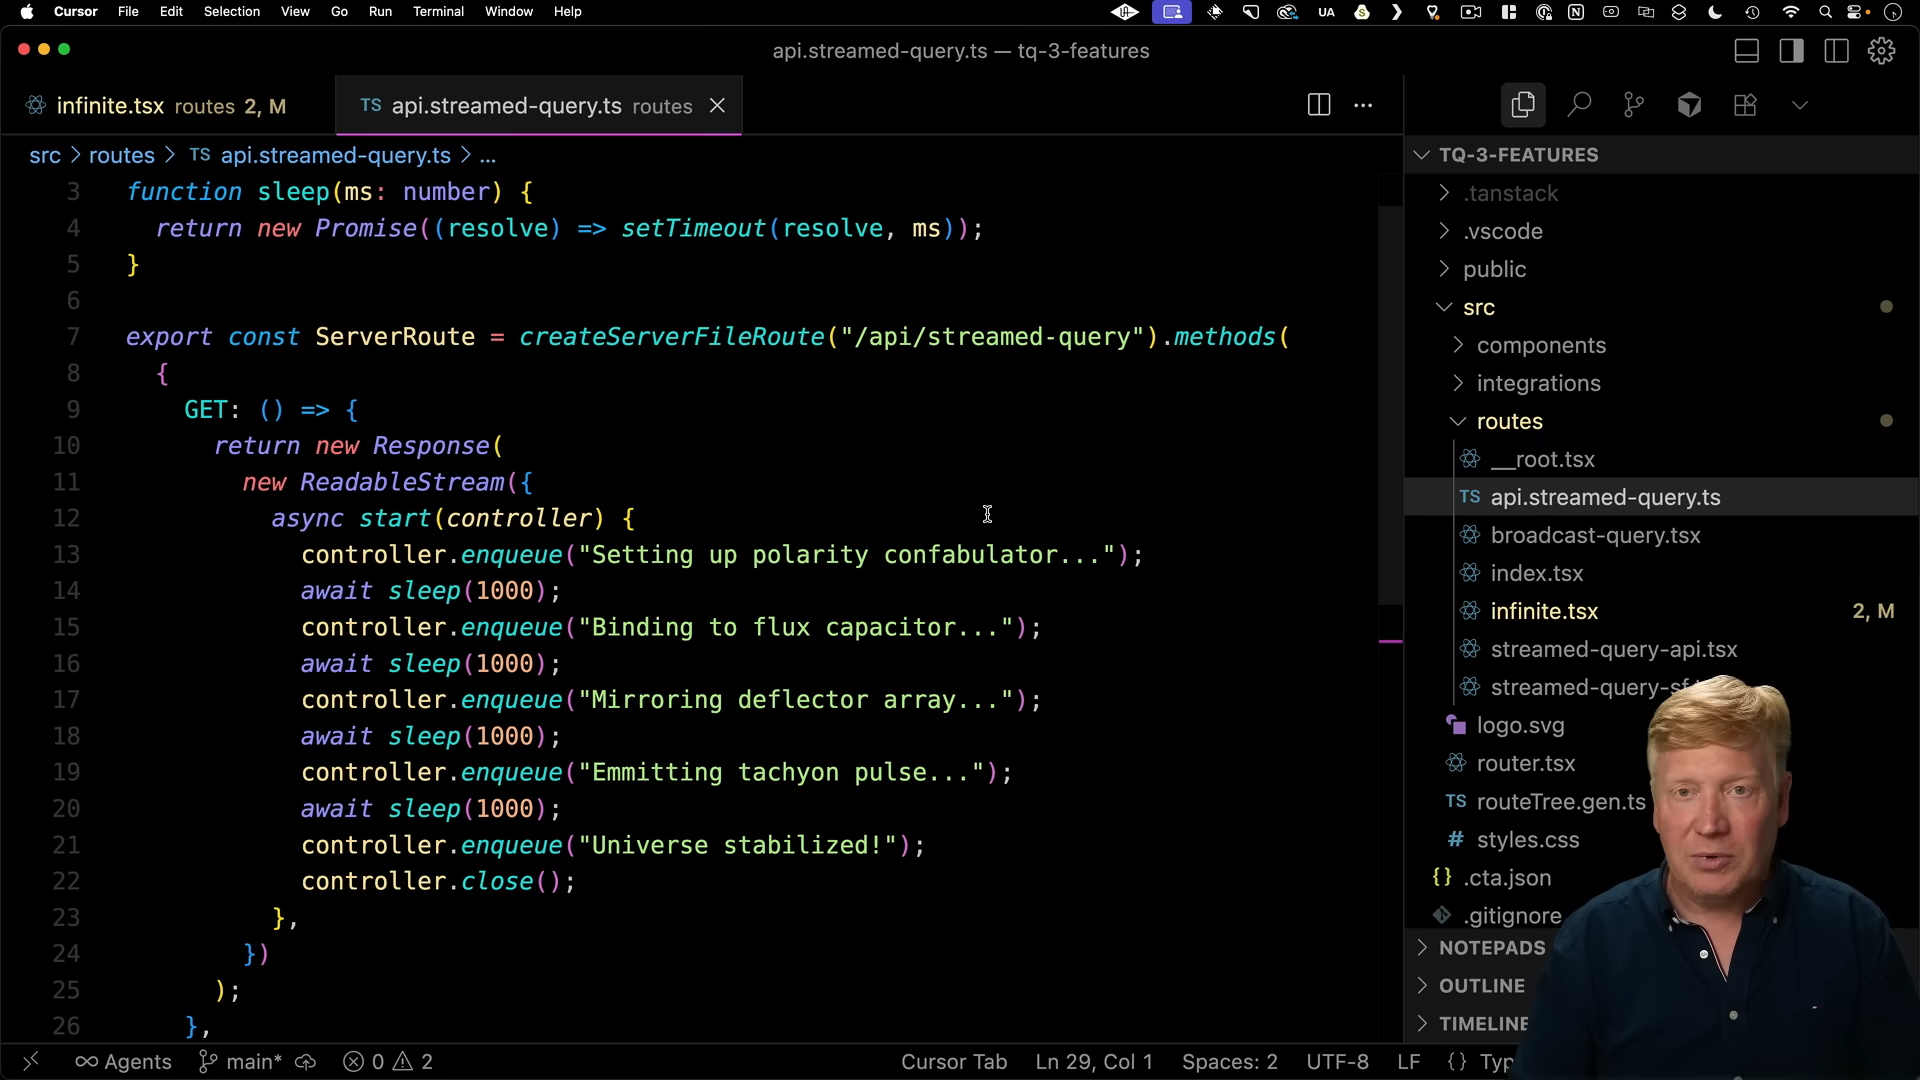 Cursor File Edit Selection View Go Run Terminal Window Help UA
api.streamed-query.ts — tq-3-features
infinite.tsx routes 2, M
TS api.streamed-query.ts routes
src > routes > TS api.streamed-query.ts > ...
3 function sleep(ms: number) {
4 return new Promise((resolve) => setTimeout(resolve, ms));
5 }
6
7 export const ServerRoute = createServerFileRoute("/api/streamed-query").methods(
8 {
9 GET: () => {
10 return new Response(
11 new ReadableStream({
12 async start(controller) {
13 controller.enqueue("Setting up polarity confabulator...");
14 await sleep(1000);
15 controller.enqueue("Binding to flux capacitor...");
16 await sleep(1000);
17 controller.enqueue("Mirroring deflector array...");
18 await sleep(1000);
19 controller.enqueue("Emmitting tachyon pulse...");
20 await sleep(1000);
21 controller.enqueue("Universe stabilized!");
22 controller.close();
23 },
24 })
25 );
26 },
TQ-3-FEATURES
.tanstack
.vscode
public
src
components
integrations
routes
__root.tsx
TS api.streamed-query.ts
broadcast-query.tsx
index.tsx
infinite.tsx 2, M
streamed-query-api.tsx
streamed-query-sf
logo.svg
router.tsx
TS routeTree.gen.ts
# styles.css
{} .cta.json
.gitignore
NOTEPADS
OUTLINE
TIMELINE
Agents main* 0 2 Cursor Tab Ln 29, Col 1 Spaces: 2 UTF-8 LF {} Typ